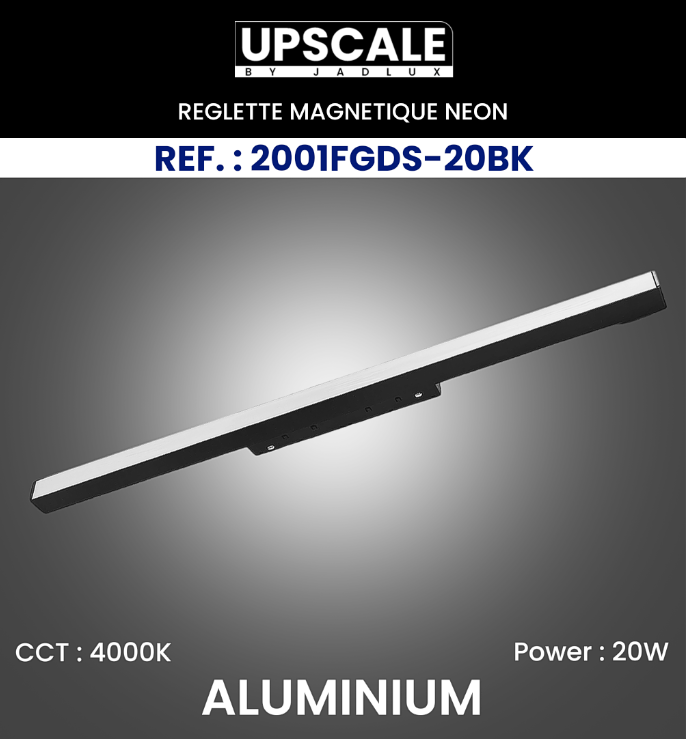 UPSCALE
BY JADLUX
REGLETTE MAGNETIQUE NEON
REF. : 2001FGDS-20BK
CCT : 4000K
Power : 20W
ALUMINIUM